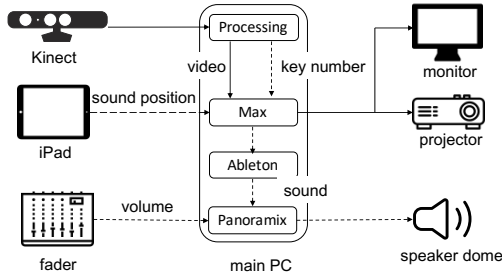 Processing
Kinect
video
key number
monitor
sound position
Max
iPad
projector
Ableton
sound
volume
Panoramix
fader
main PC
speaker dome